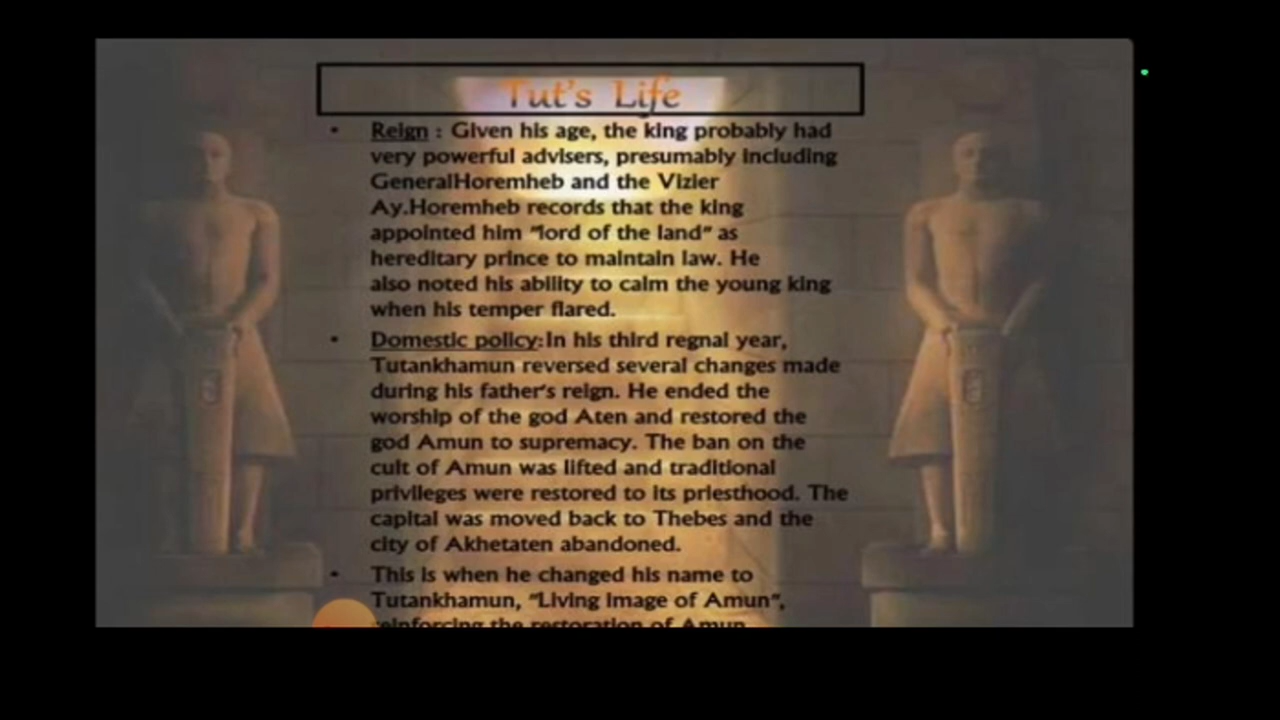 Tut's Life
• Reign : Given his age, the king probably had
very powerful advisers, presumably including
GeneralHoremheb and the Vizier
Ay.Horemheb records that the king
appointed him "lord of the land" as
hereditary prince to maintain law. He
also noted his ability to calm the young king
when his temper flared.
• Domestic policy:In his third regnal year,
Tutankhamun reversed several changes made
during his father's reign. He ended the
worship of the god Aten and restored the
god Amun to supremacy. The ban on the
cult of Amun was lifted and traditional
privileges were restored to its priesthood. The
capital was moved back to Thebes and the
city of Akhetaten abandoned.
• This is when he changed his name to
Tutankhamun, "Living image of Amun",
reinforcing the restoration of Amun